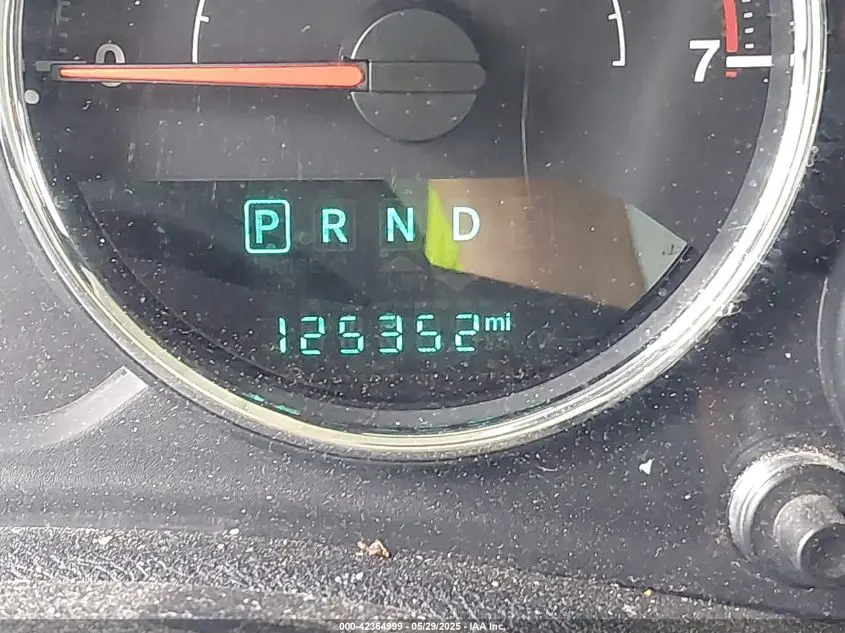 0
7
P R N D
125352 mi
000-42364999 - 05/29/2025 - IAA Inc.